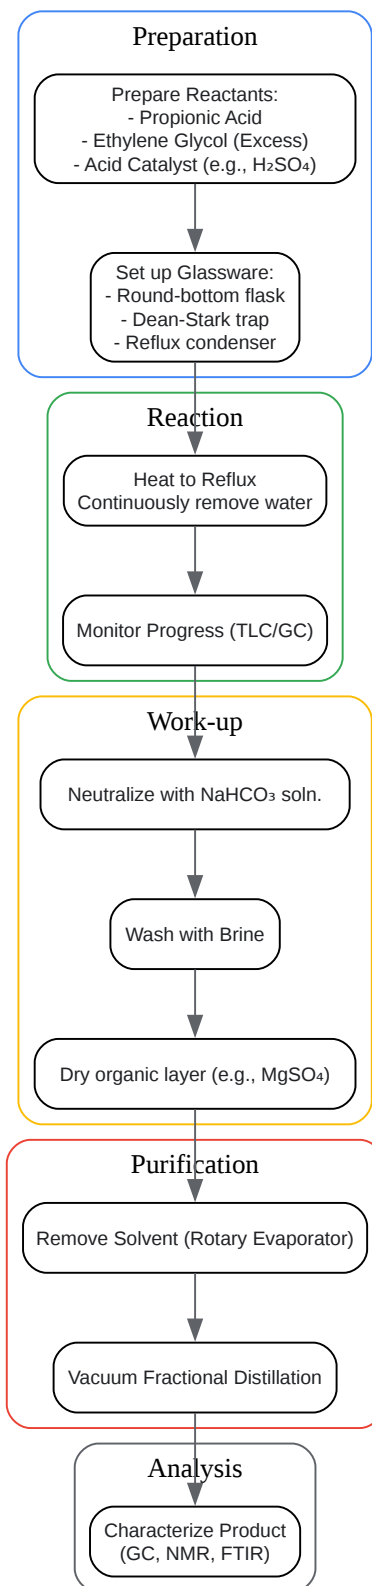 Preparation
Prepare Reactants:
- Propionic Acid
- Ethylene Glycol (Excess)
- Acid Catalyst (e.g., H₂SO₄)
Set up Glassware:
- Round-bottom flask
- Dean-Stark trap
- Reflux condenser
Reaction
Heat to Reflux
Continuously remove water
Monitor Progress (TLC/GC)
Work-up
Neutralize with NaHCO₃ soln.
Wash with Brine
Dry organic layer (e.g., MgSO₄)
Purification
Remove Solvent (Rotary Evaporator)
Vacuum Fractional Distillation
Analysis
Characterize Product
(GC, NMR, FTIR)